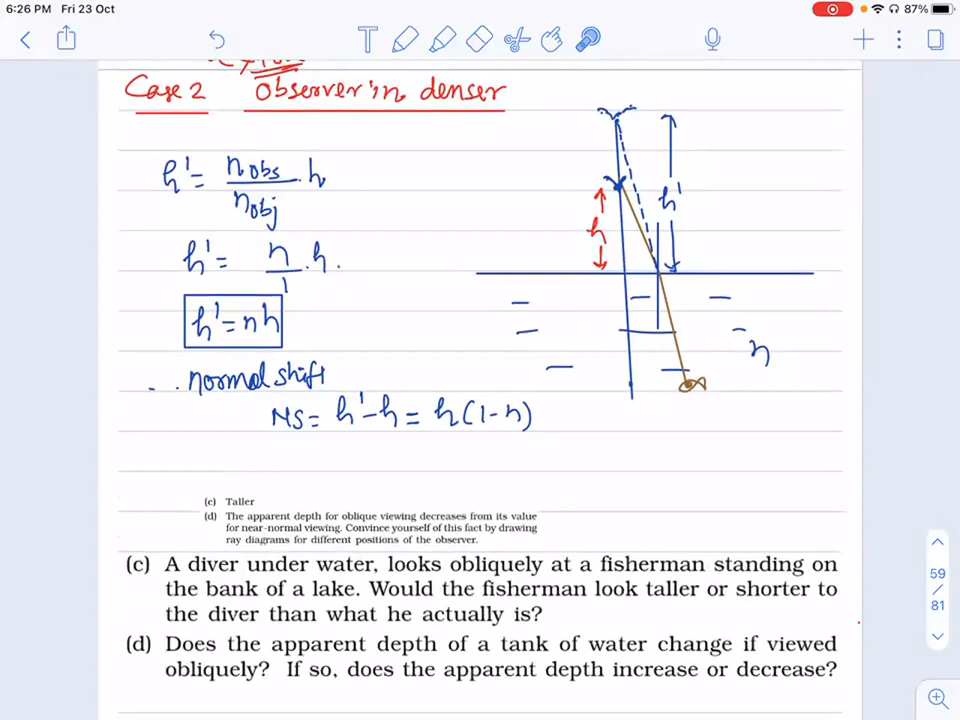 6:26 PM Fri 23 Oct
87%
Case 2 Observer in denser
h' = n obs / n obj . h
h' = n / 1 . h
h' = nh
normal shift
NS = h' - h = h (1 - n)
h
h'
n
(c) Taller
(d) The apparent depth for oblique viewing decreases from its value
for near-normal viewing. Convince yourself of this fact by drawing
ray diagrams for different positions of the observer.
(c) A diver under water, looks obliquely at a fisherman standing on
the bank of a lake. Would the fisherman look taller or shorter to
the diver than what he actually is?
(d) Does the apparent depth of a tank of water change if viewed
obliquely? If so, does the apparent depth increase or decrease?
59
/
81